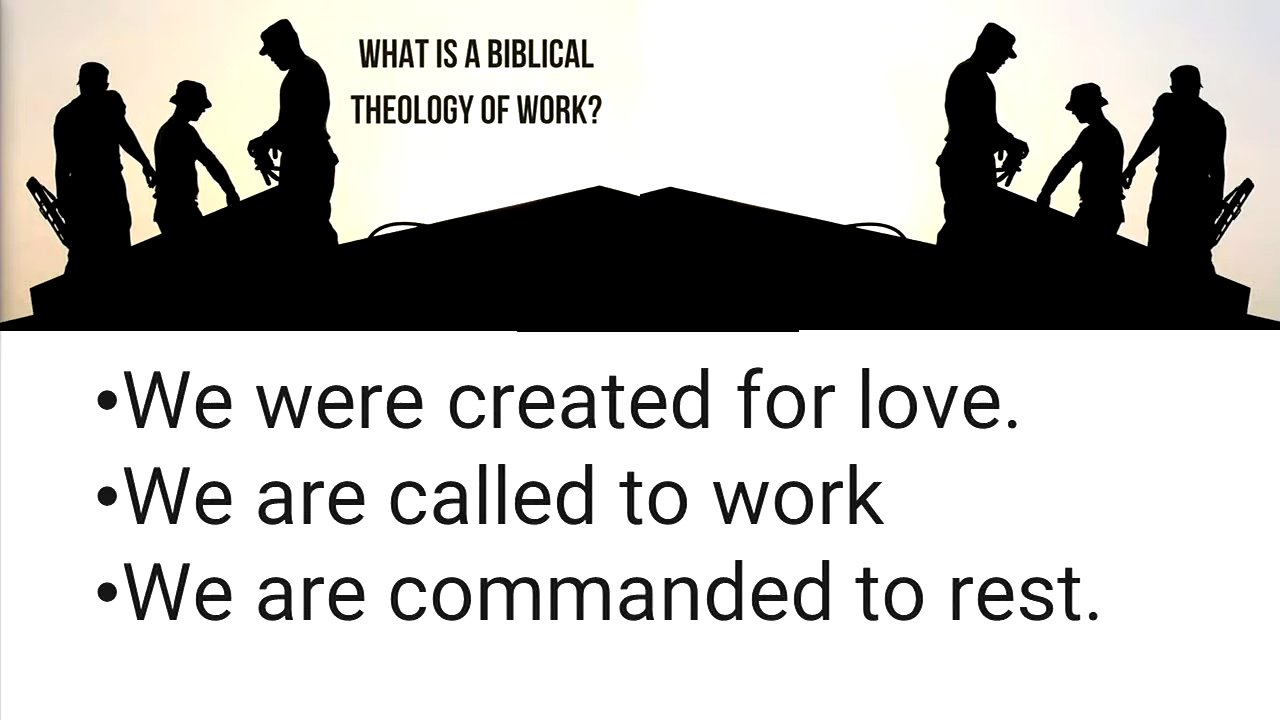 WHAT IS A BIBLICAL
THEOLOGY OF WORK?
•We were created for love.
•We are called to work
•We are commanded to rest.